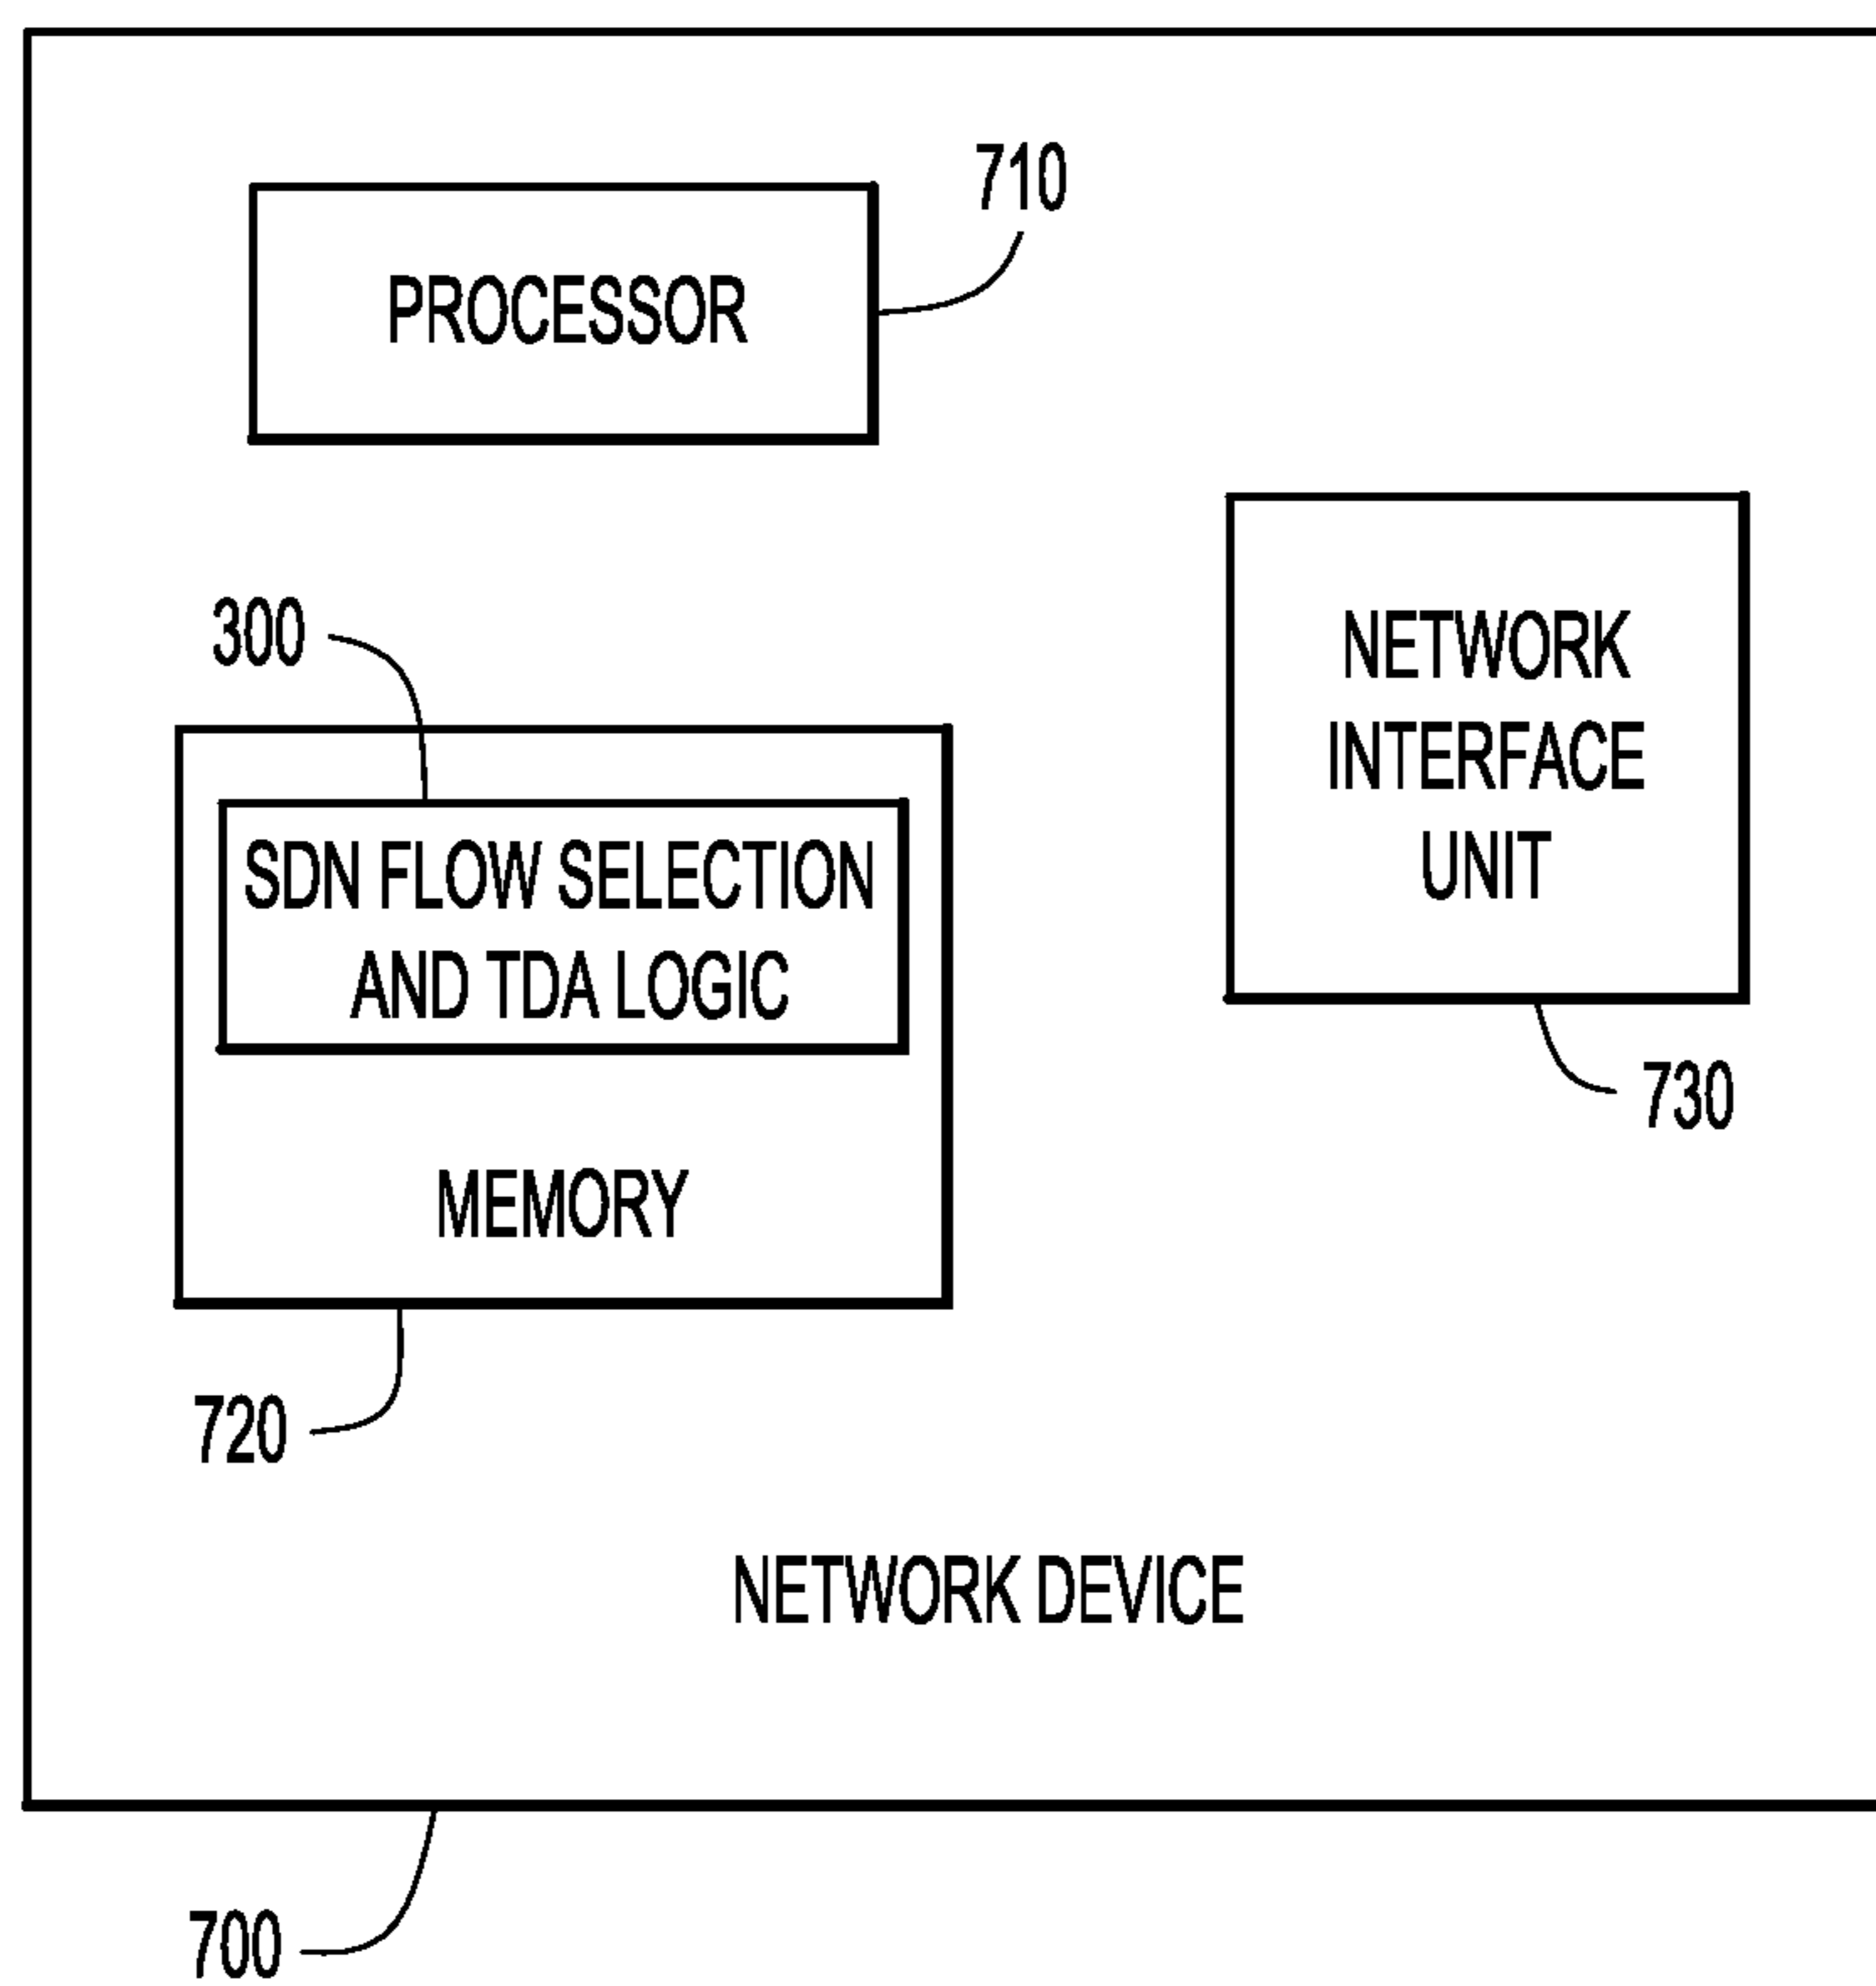 710
PROCESSOR
300
NETWORK
INTERFACE
UNIT
SDN FLOW SELECTION
AND TDA LOGIC
730
MEMORY
720
NETWORK DEVICE
700